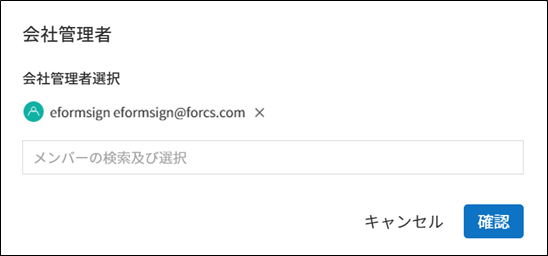 会社管理者
会社管理者選択
eformsign eformsign@forcs.com ×
メンバーの検索及び選択
キャンセル 確認